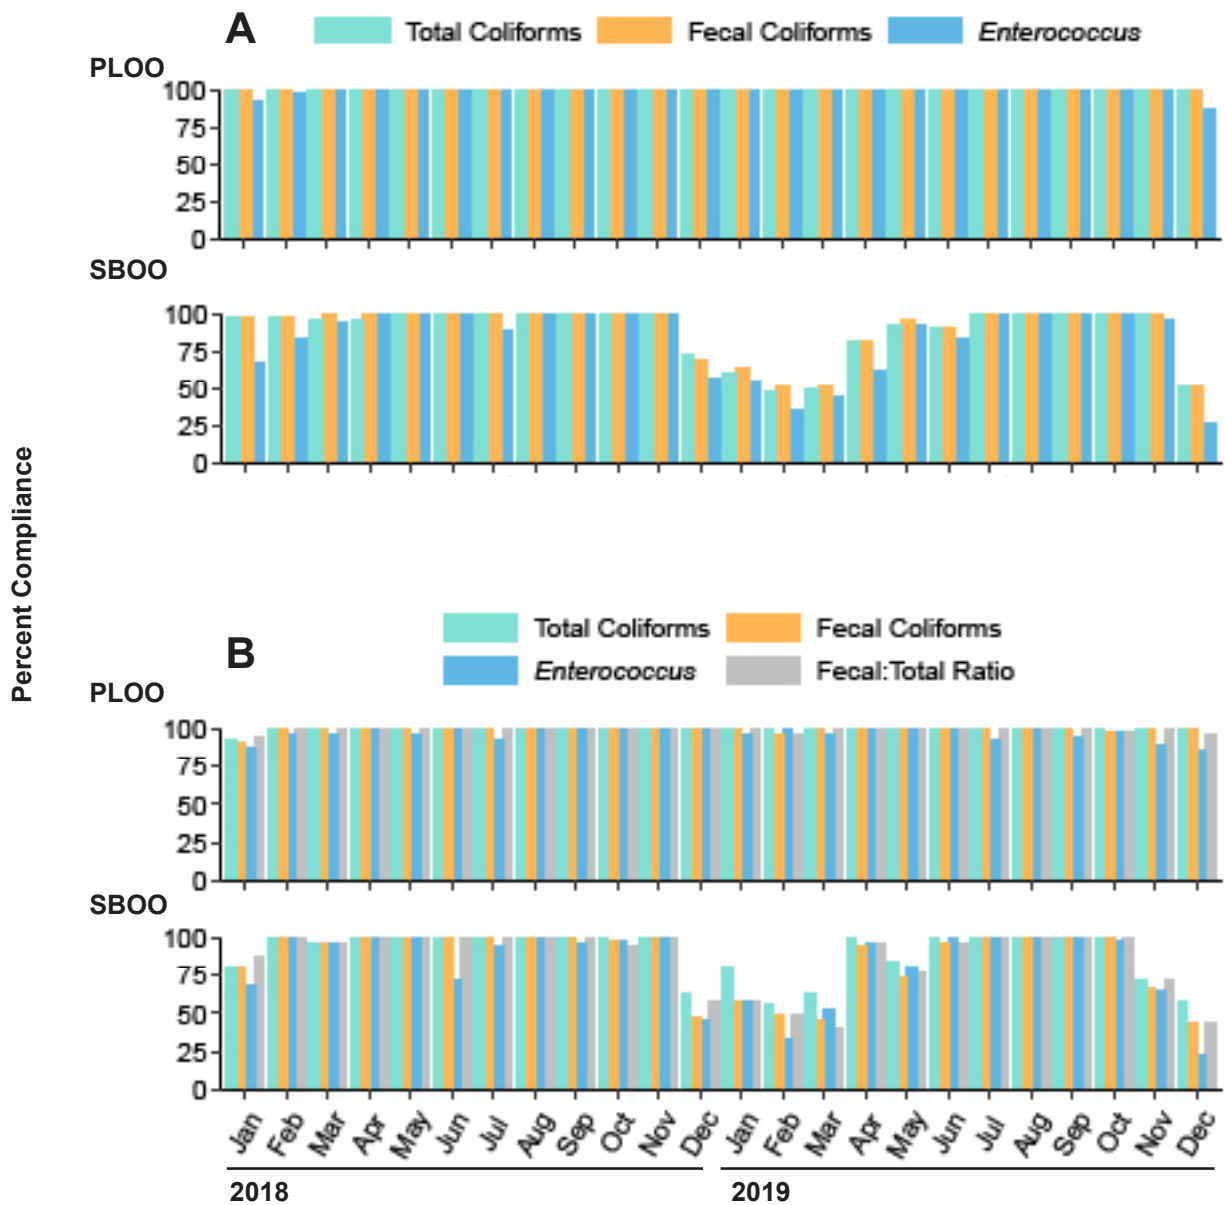 A
Total Coliforms Fecal Coliforms Enterococcus
PLOO
100
75
50
25
0
SBOO
100
75
50
25
0
Percent Compliance
B
Total Coliforms Fecal Coliforms
Enterococcus Fecal:Total Ratio
PLOO
100
75
50
25
0
SBOO
100
75
50
25
0
Jan Feb Mar Apr May Jun Jul Aug Sep Oct Nov Dec Jan Feb Mar Apr May Jun Jul Aug Sep Oct Nov Dec
2018 2019